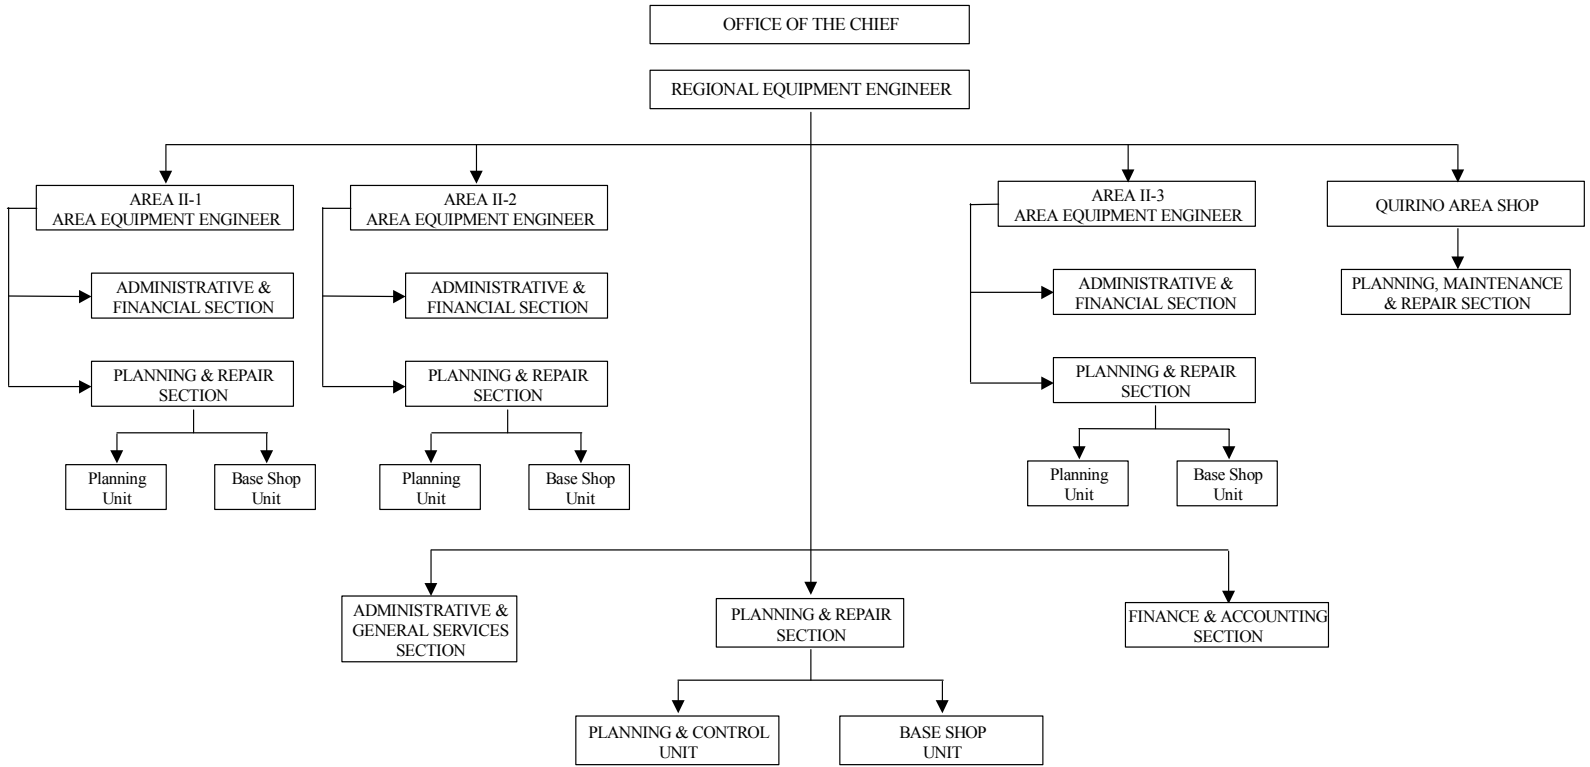 OFFICE OF THE CHIEF
REGIONAL EQUIPMENT ENGINEER
AREA II-1
AREA EQUIPMENT ENGINEER
AREA II-2
AREA EQUIPMENT ENGINEER
AREA II-3
AREA EQUIPMENT ENGINEER
QUIRINO AREA SHOP
ADMINISTRATIVE &
FINANCIAL SECTION
ADMINISTRATIVE &
FINANCIAL SECTION
ADMINISTRATIVE &
FINANCIAL SECTION
PLANNING, MAINTENANCE
& REPAIR SECTION
PLANNING & REPAIR
SECTION
PLANNING & REPAIR
SECTION
PLANNING & REPAIR
SECTION
Planning
Unit
Base Shop
Unit
Planning
Unit
Base Shop
Unit
Planning
Unit
Base Shop
Unit
ADMINISTRATIVE &
GENERAL SERVICES
SECTION
PLANNING & REPAIR
SECTION
FINANCE & ACCOUNTING
SECTION
PLANNING & CONTROL
UNIT
BASE SHOP
UNIT